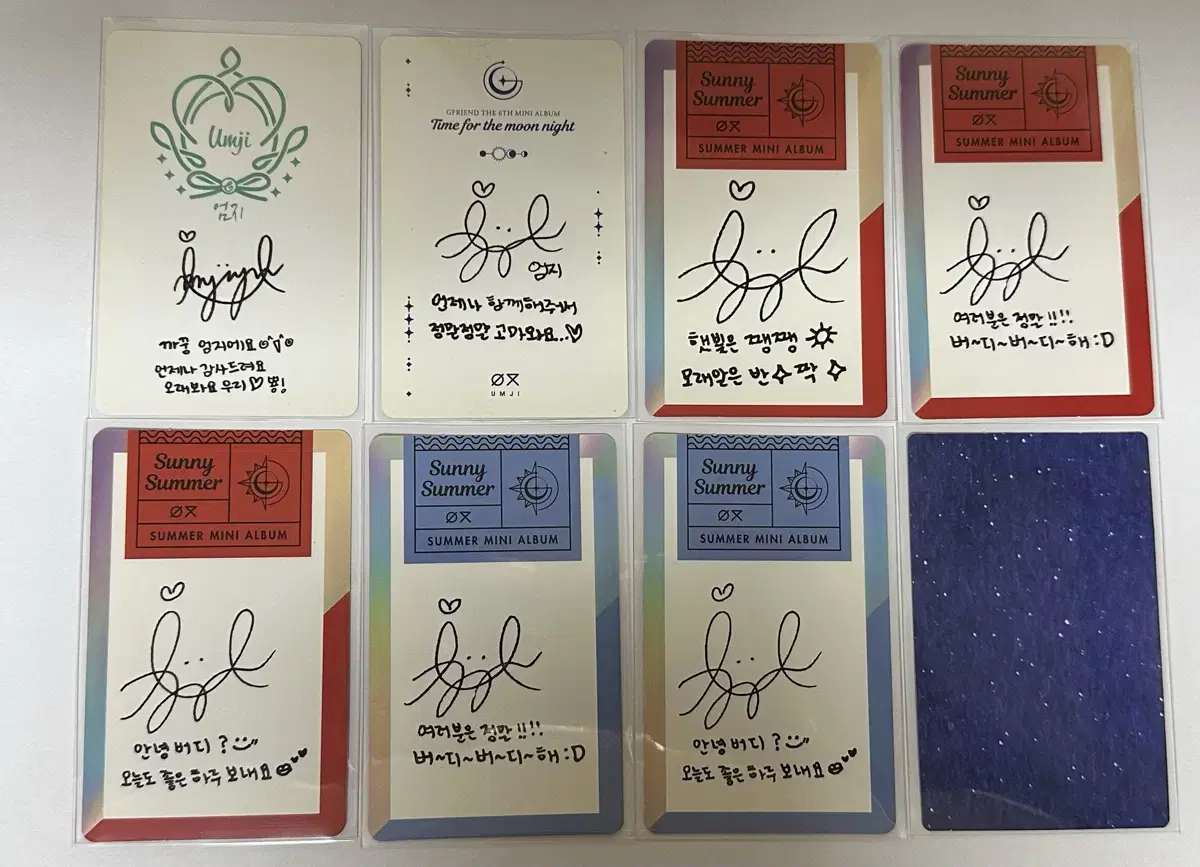 Umji
엄지
까꿍 엄지에요
언제나 감사드려요
오래봐요 우리♡ 뿅!
GFRIEND THE 6TH MINI ALBUM
Time for the moon night
엄지
언제나 함께해주셔서
정말정말 고마와요..♡
UMJI
Sunny
Summer
SUMMER MINI ALBUM
햇빛은 쨍쨍
모래알은 반✧짝✧
Sunny
Summer
SUMMER MINI ALBUM
여러분은 정말!!!!
버~디~버~디~해 :D
Sunny
Summer
SUMMER MINI ALBUM
안녕 버디?
오늘도 좋은 하루 보내요
Sunny
Summer
SUMMER MINI ALBUM
여러분은 정말!!!!
버~디~버~디~해 :D
Sunny
Summer
SUMMER MINI ALBUM
안녕 버디?
오늘도 좋은 하루 보내요